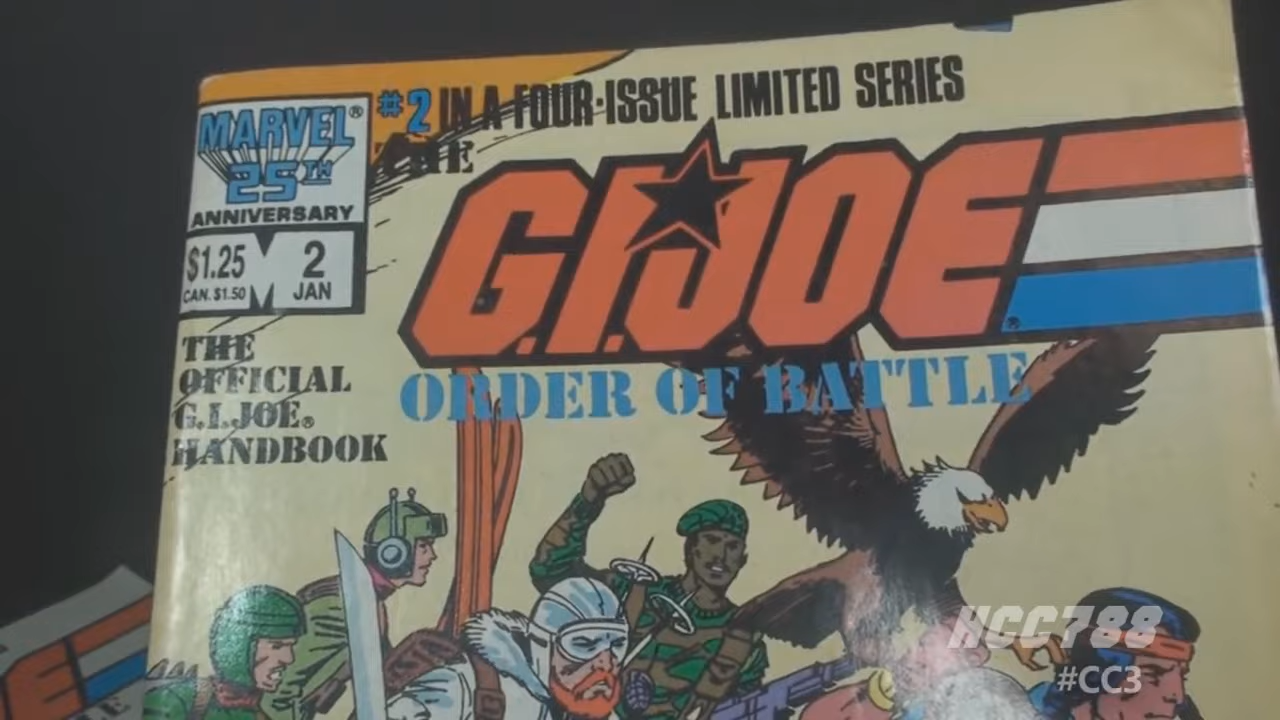 #2 IN A FOUR-ISSUE LIMITED SERIES
MARVEL®
25TH
ANNIVERSARY
$1.25
CAN. $1.50
2
JAN
THE
G.I. JOE®
ORDER OF BATTLE
THE
OFFICIAL
G.I. JOE®
HANDBOOK
HCC788
#CC3